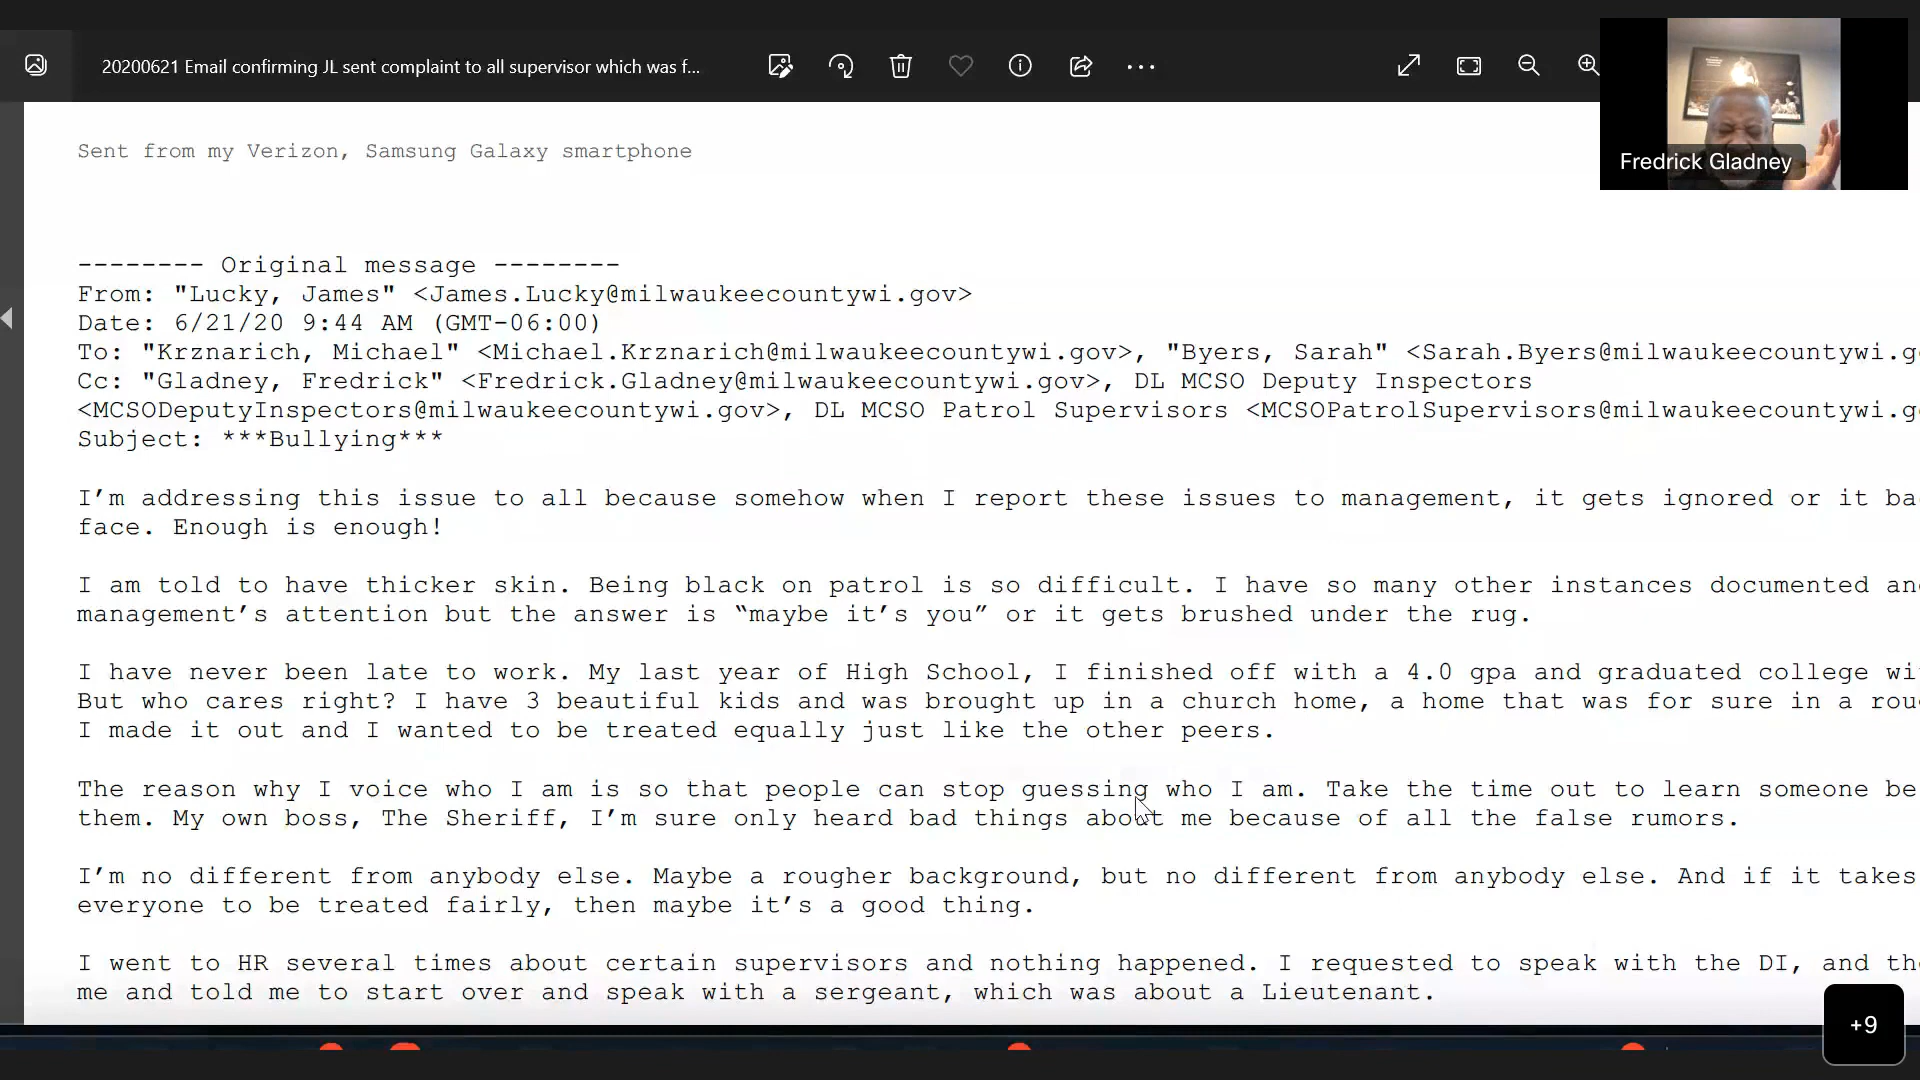 20200621 Email confirming JL sent complaint to all supervisor which was f...
Fredrick Gladney
Sent from my Verizon, Samsung Galaxy smartphone
-------- Original message --------
From: "Lucky, James" <James.Lucky@milwaukeecountywi.gov>
Date: 6/21/20 9:44 AM (GMT-06:00)
To: "Krznarich, Michael" <Michael.Krznarich@milwaukeecountywi.gov>, "Byers, Sarah" <Sarah.Byers@milwaukeecountywi.g
Cc: "Gladney, Fredrick" <Fredrick.Gladney@milwaukeecountywi.gov>, DL MCSO Deputy Inspectors
<MCSODeputyInspectors@milwaukeecountywi.gov>, DL MCSO Patrol Supervisors <MCSOPatrolSupervisors@milwaukeecountywi.g
Subject: ***Bullying***
I’m addressing this issue to all because somehow when I report these issues to management, it gets ignored or it ba
face. Enough is enough!
I am told to have thicker skin. Being black on patrol is so difficult. I have so many other instances documented an
management’s attention but the answer is “maybe it’s you” or it gets brushed under the rug.
I have never been late to work. My last year of High School, I finished off with a 4.0 gpa and graduated college wi
But who cares right? I have 3 beautiful kids and was brought up in a church home, a home that was for sure in a rou
I made it out and I wanted to be treated equally just like the other peers.
The reason why I voice who I am is so that people can stop guessing who I am. Take the time out to learn someone be
them. My own boss, The Sheriff, I’m sure only heard bad things about me because of all the false rumors.
I’m no different from anybody else. Maybe a rougher background, but no different from anybody else. And if it takes
everyone to be treated fairly, then maybe it’s a good thing.
I went to HR several times about certain supervisors and nothing happened. I requested to speak with the DI, and th
me and told me to start over and speak with a sergeant, which was about a Lieutenant.
+9